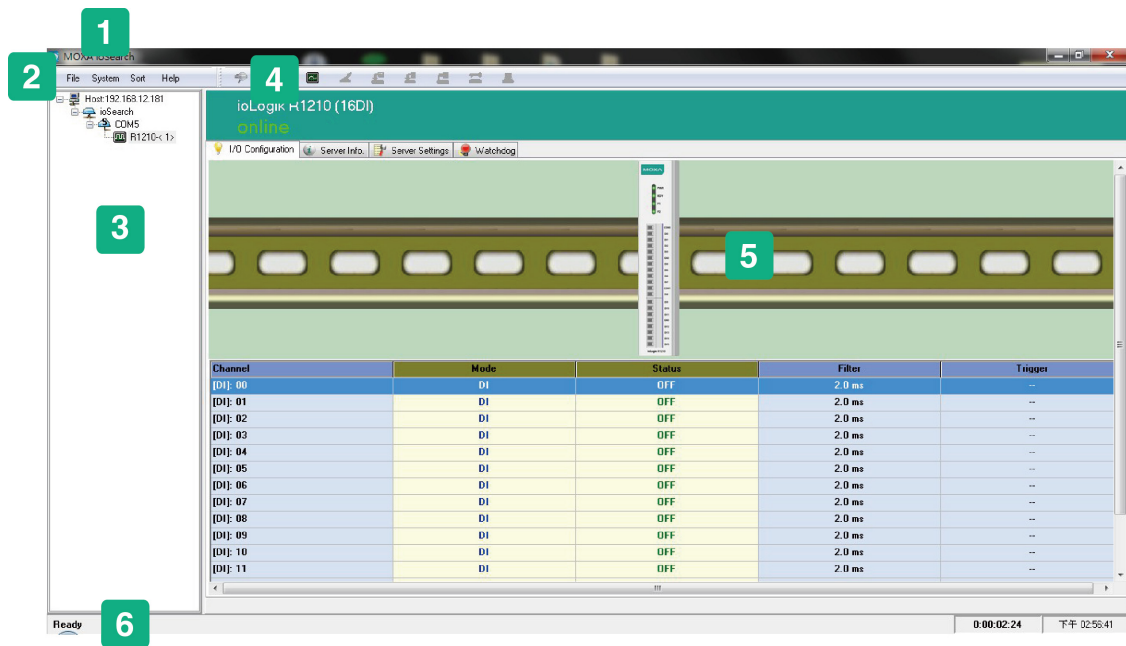 1
MOXA ioSearch
2
File System Sort Help
4
Host:192.168.12.181
ioSearch
COM5
R1210-< 1>
3
ioLogik R1210 (16DI)
online
I/O Configuration Server Info. Server Settings Watchdog
MOXA
5
Channel Mode Status Filter Trigger
[DI]: 00 DI OFF 2.0 ms --
[DI]: 01 DI OFF 2.0 ms --
[DI]: 02 DI OFF 2.0 ms --
[DI]: 03 DI OFF 2.0 ms --
[DI]: 04 DI OFF 2.0 ms --
[DI]: 05 DI OFF 2.0 ms --
[DI]: 06 DI OFF 2.0 ms --
[DI]: 07 DI OFF 2.0 ms --
[DI]: 08 DI OFF 2.0 ms --
[DI]: 09 DI OFF 2.0 ms --
[DI]: 10 DI OFF 2.0 ms --
[DI]: 11 DI OFF 2.0 ms --
Ready
6
0:00:02:24 下午 02:56:41